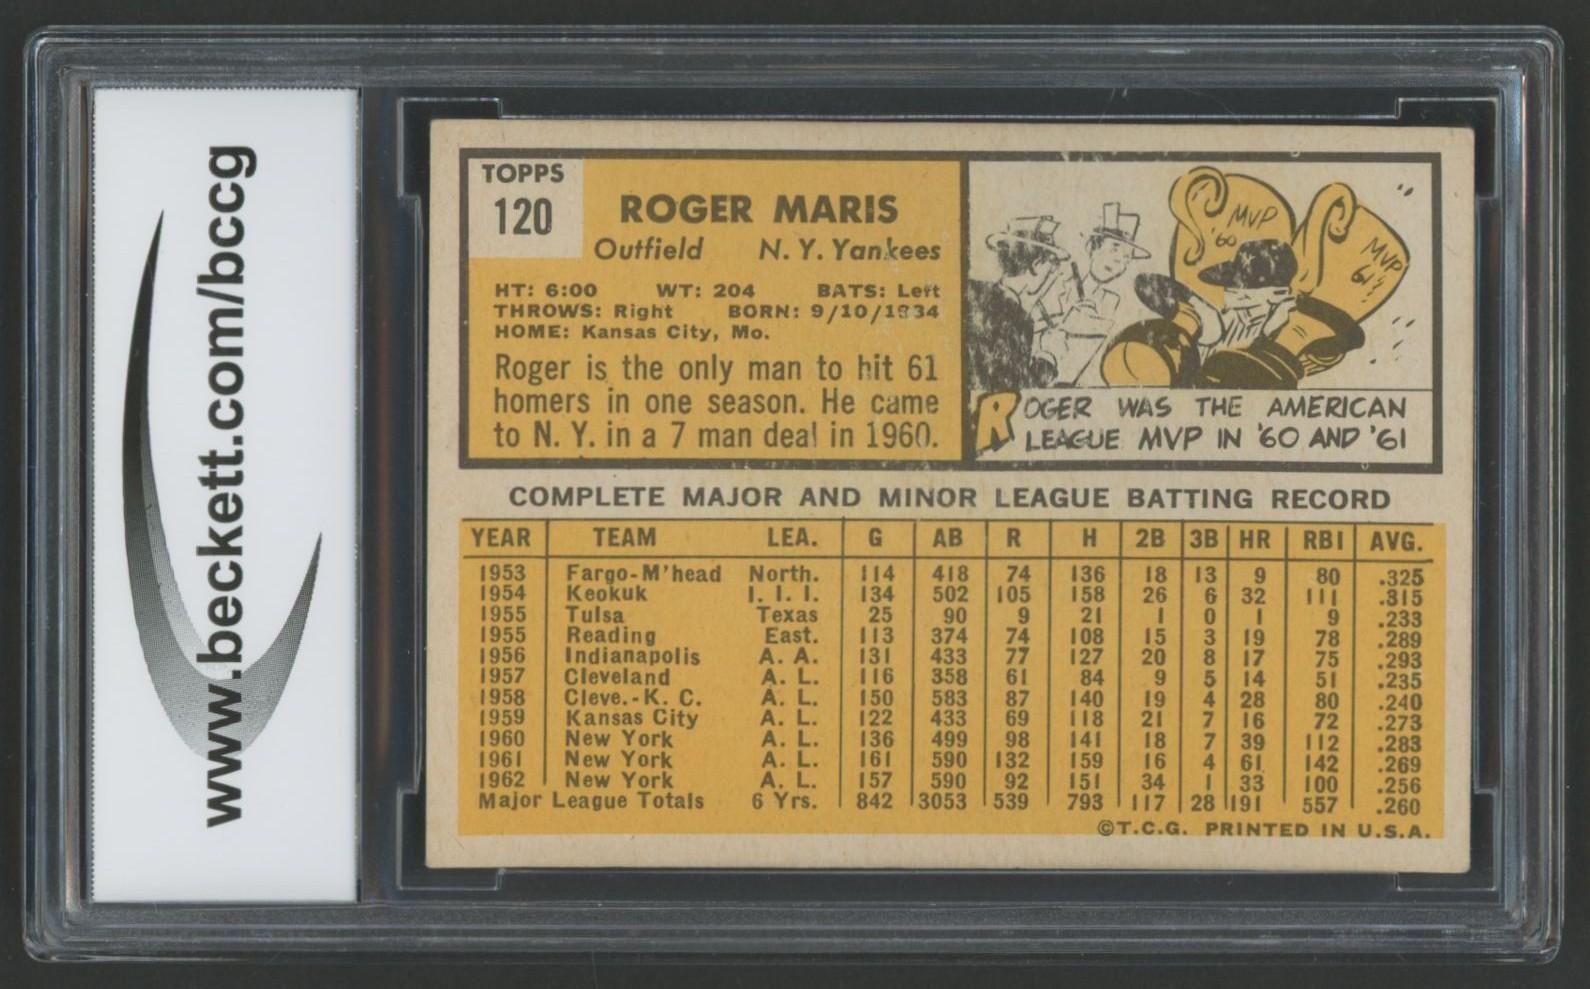 www.beckett.com/bccg
TOPPS
120
ROGER MARIS
Outfield N. Y. Yankees
HT: 6:00 WT: 204 BATS: Left
THROWS: Right BORN: 9/10/1934
HOME: Kansas City, Mo.
Roger is the only man to hit 61
homers in one season. He came
to N. Y. in a 7 man deal in 1960.
MVP
'60
MVP
61
ROGER WAS THE AMERICAN
LEAGUE MVP IN '60 AND '61
COMPLETE MAJOR AND MINOR LEAGUE BATTING RECORD
YEAR TEAM LEA. G AB R H 2B 3B HR RBI AVG.
1953 Fargo-M'head North. 114 418 74 136 18 13 9 80 .325
1954 Keokuk I. I. I. 134 502 105 158 26 6 32 111 .315
1955 Tulsa Texas 25 90 9 21 1 0 1 9 .233
1955 Reading East. 113 374 74 108 15 3 19 78 .289
1956 Indianapolis A. A. 131 433 77 127 20 8 17 75 .293
1957 Cleveland A. L. 116 358 61 84 9 5 14 51 .235
1958 Cleve.-K. C. A. L. 150 583 87 140 19 4 28 80 .240
1959 Kansas City A. L. 122 433 69 118 21 7 16 72 .273
1960 New York A. L. 136 499 98 141 18 7 39 112 .283
1961 New York A. L. 161 590 132 159 16 4 61 142 .269
1962 New York A. L. 157 590 92 151 34 1 33 100 .256
Major League Totals 6 Yrs. 842 3053 539 793 117 28 191 557 .260
©T.C.G. PRINTED IN U.S.A.